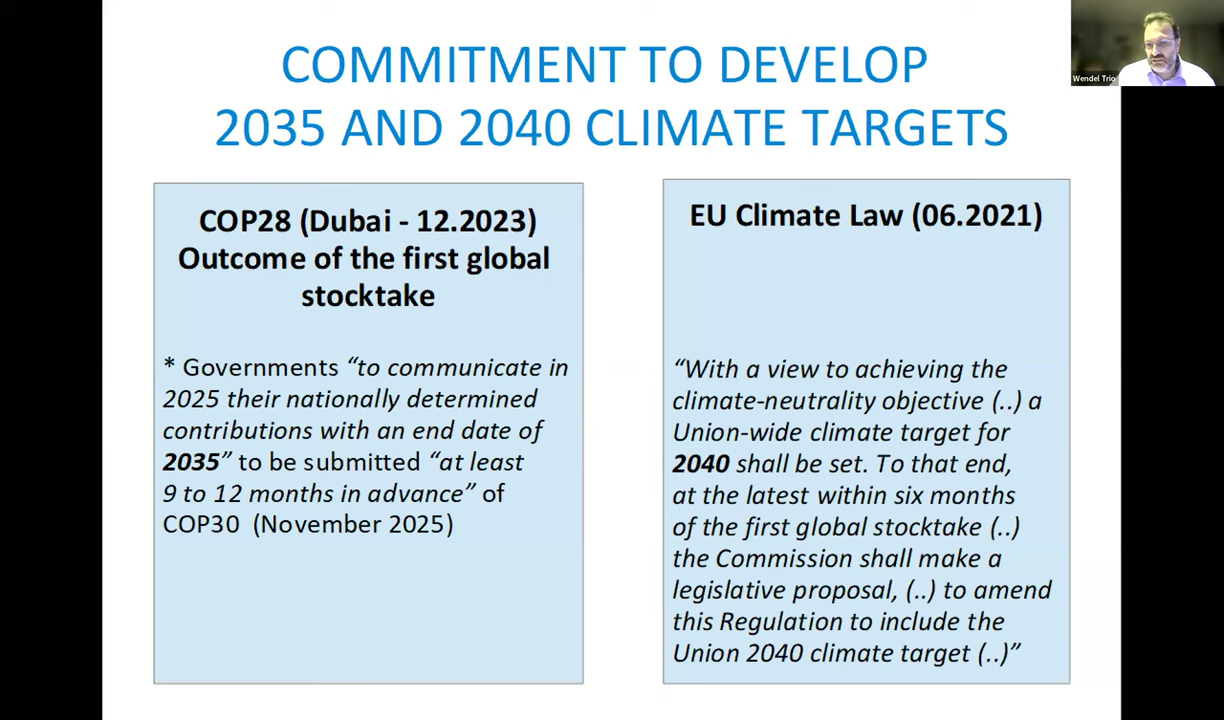 COMMITMENT TO DEVELOP
2035 AND 2040 CLIMATE TARGETS
Wendel Trio
COP28 (Dubai - 12.2023)
Outcome of the first global
stocktake
* Governments “to communicate in
2025 their nationally determined
contributions with an end date of
2035” to be submitted “at least
9 to 12 months in advance” of
COP30 (November 2025)
EU Climate Law (06.2021)
“With a view to achieving the
climate-neutrality objective (..) a
Union-wide climate target for
2040 shall be set. To that end,
at the latest within six months
of the first global stocktake (..)
the Commission shall make a
legislative proposal, (..) to amend
this Regulation to include the
Union 2040 climate target (..)”